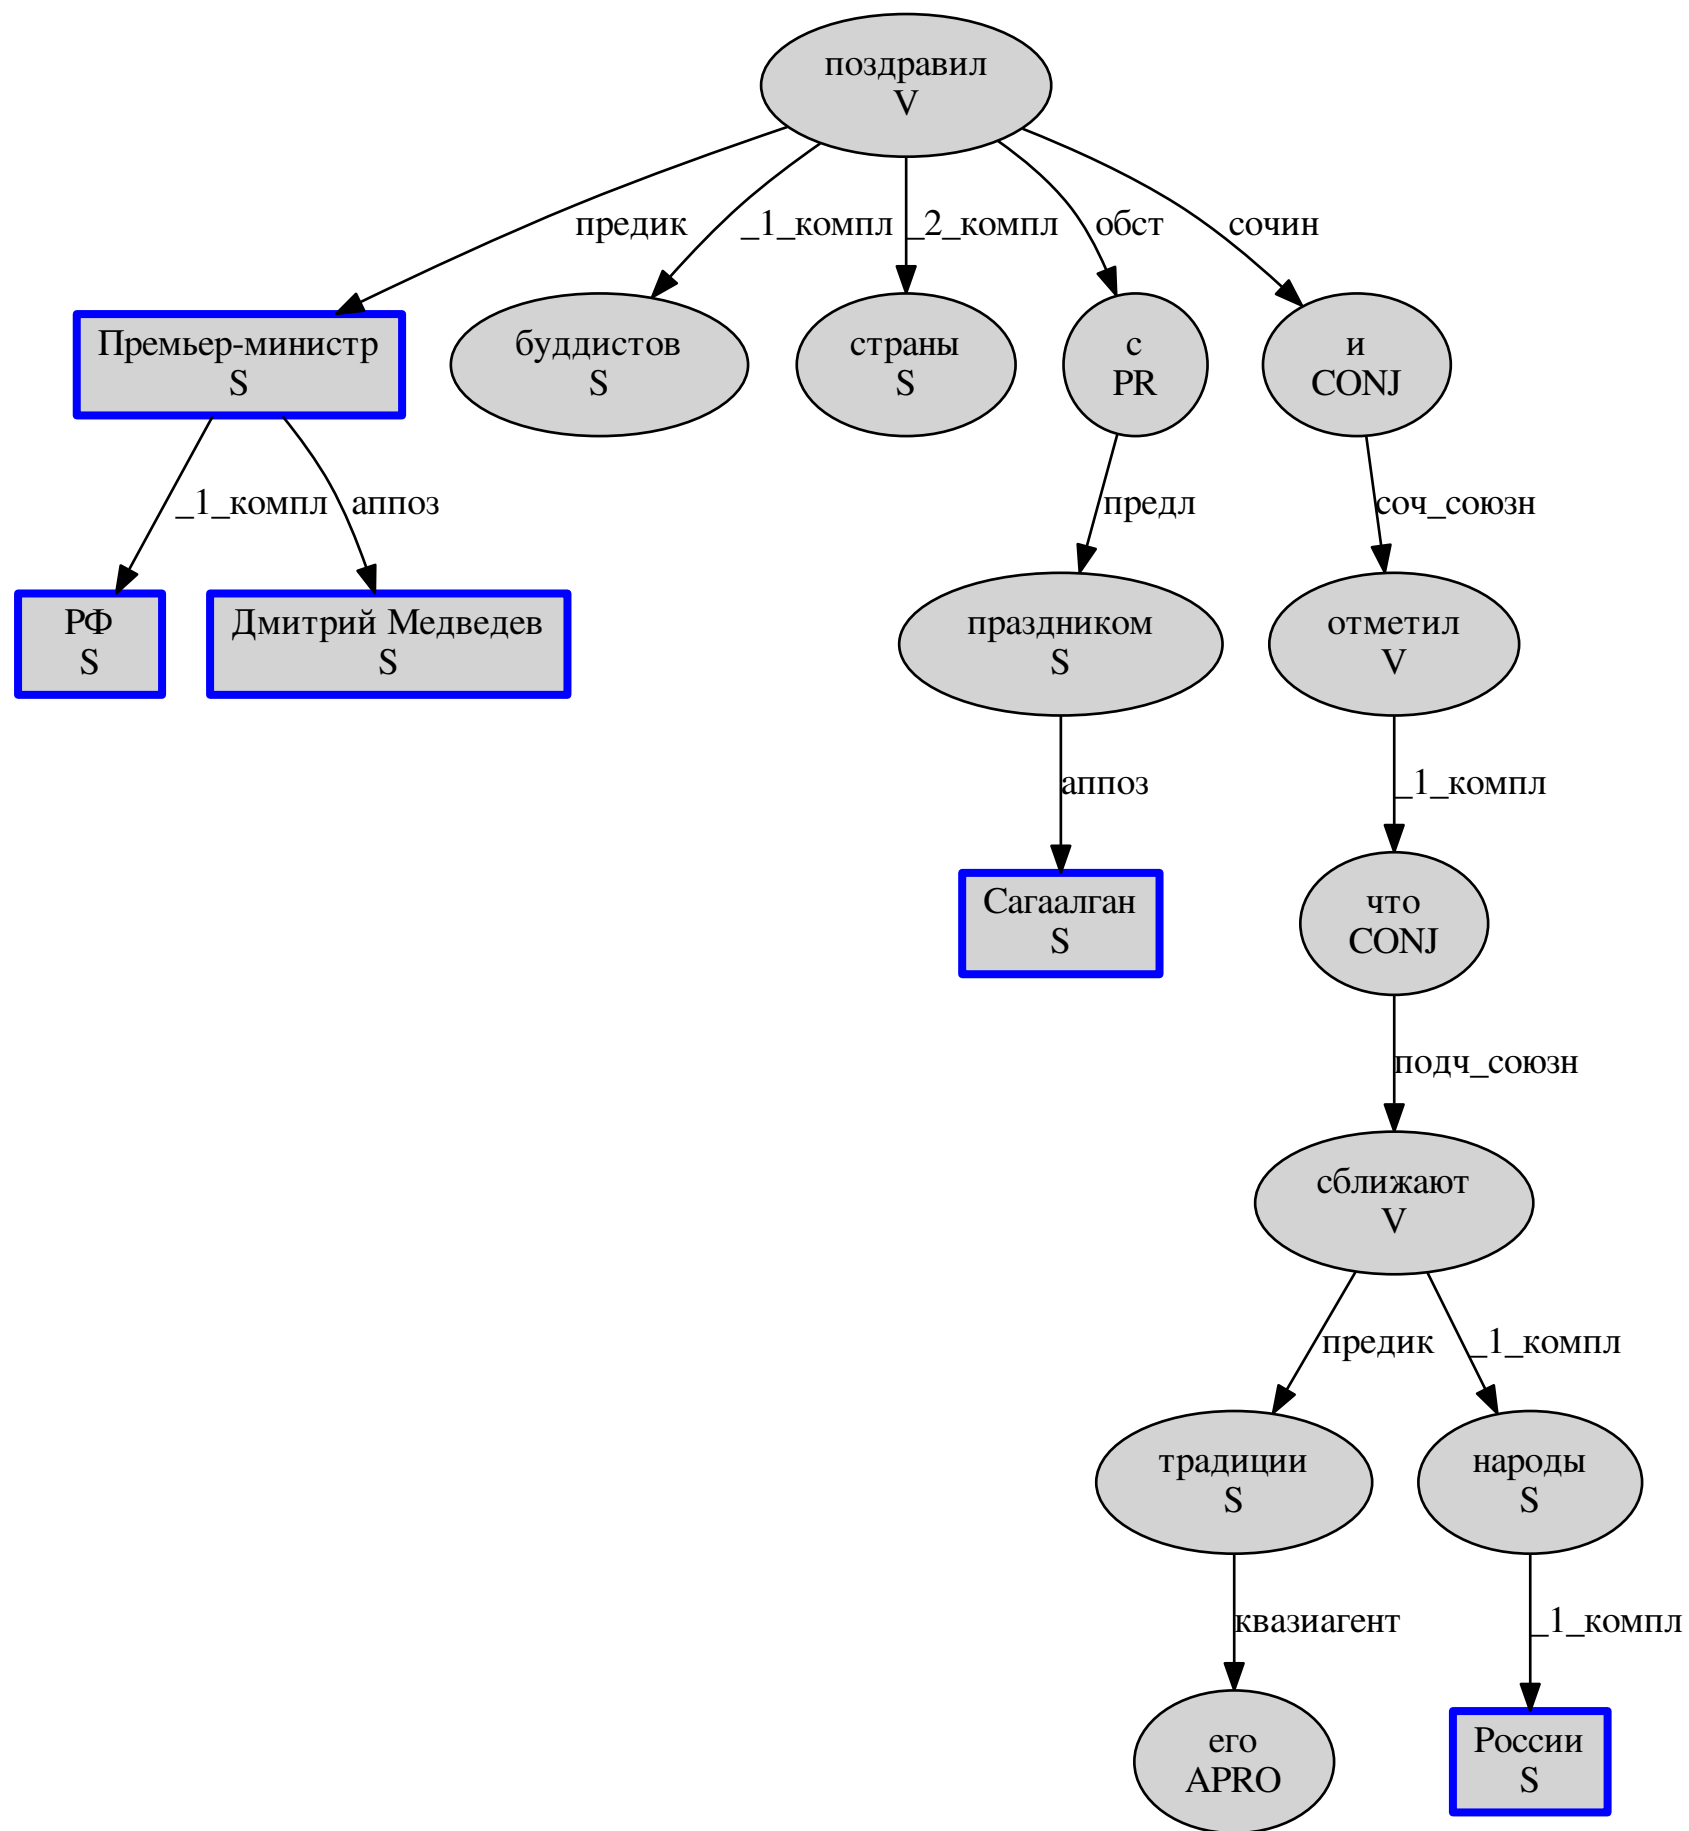 поздравил
V
предик
_1_компл
_2_компл
обст
сочин
Премьер-министр
S
буддистов
S
страны
S
с
PR
и
CONJ
_1_компл
аппоз
предл
соч_союзн
РФ
S
Дмитрий Медведев
S
праздником
S
отметил
V
аппоз
_1_компл
Сагаалган
S
что
CONJ
подч_союзн
сближают
V
предик
_1_компл
традиции
S
народы
S
квазиагент
_1_компл
его
APRO
России
S